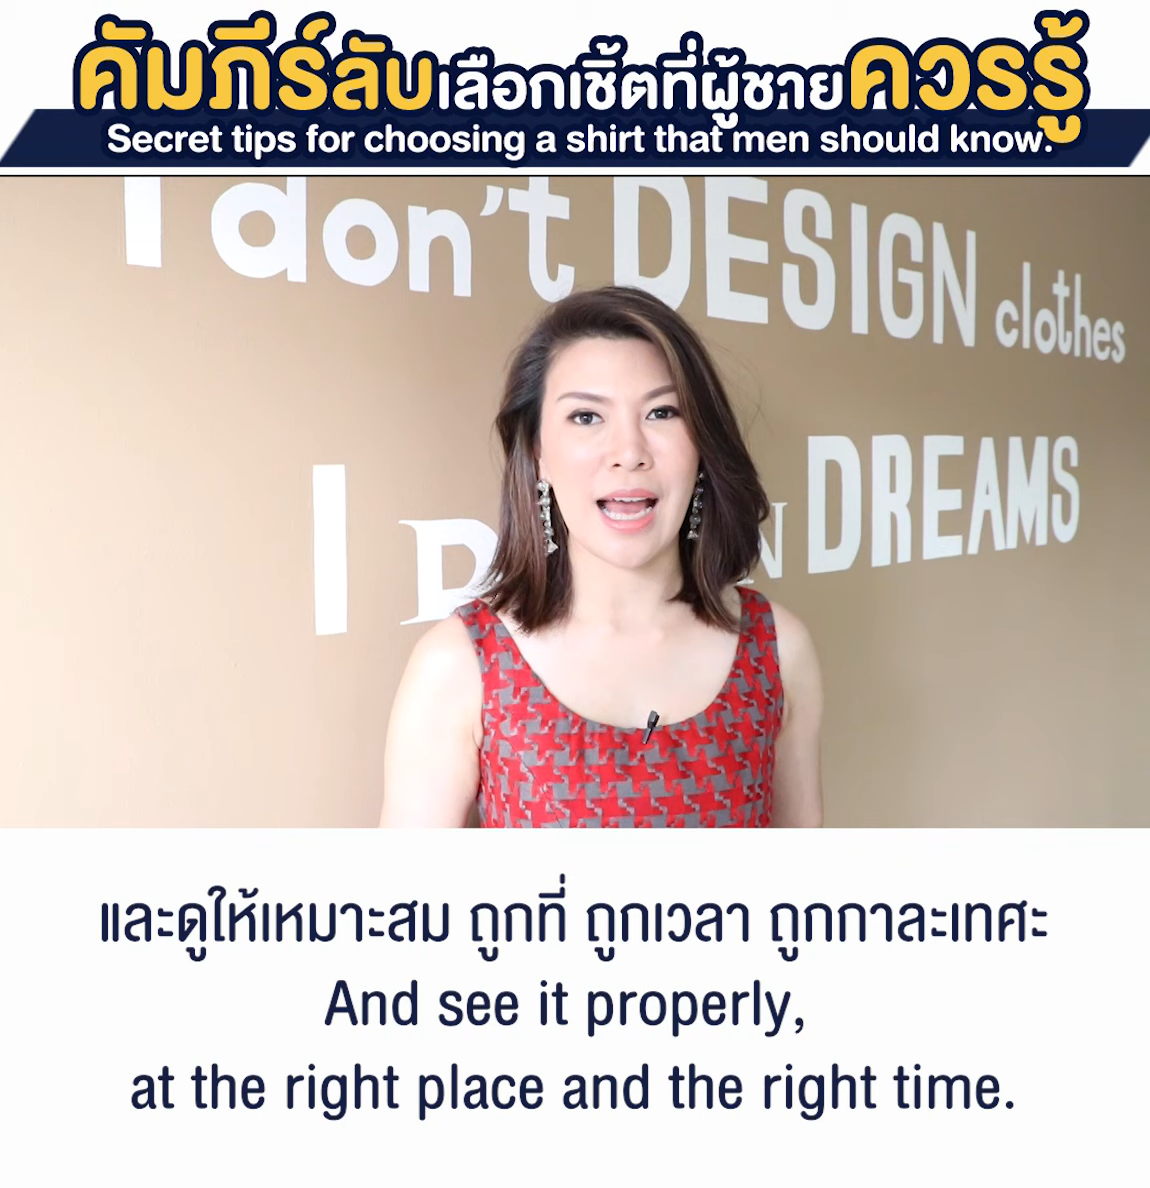 คัมภีร์ลับเลือกเชิ้ตที่ผู้ชายควรรู้
Secret tips for choosing a shirt that men should know.
I don't DESIGN clothes
I DREAMS
และดูให้เหมาะสม ถูกที่ ถูกเวลา ถูกกาละเทศะ
And see it properly,
at the right place and the right time.